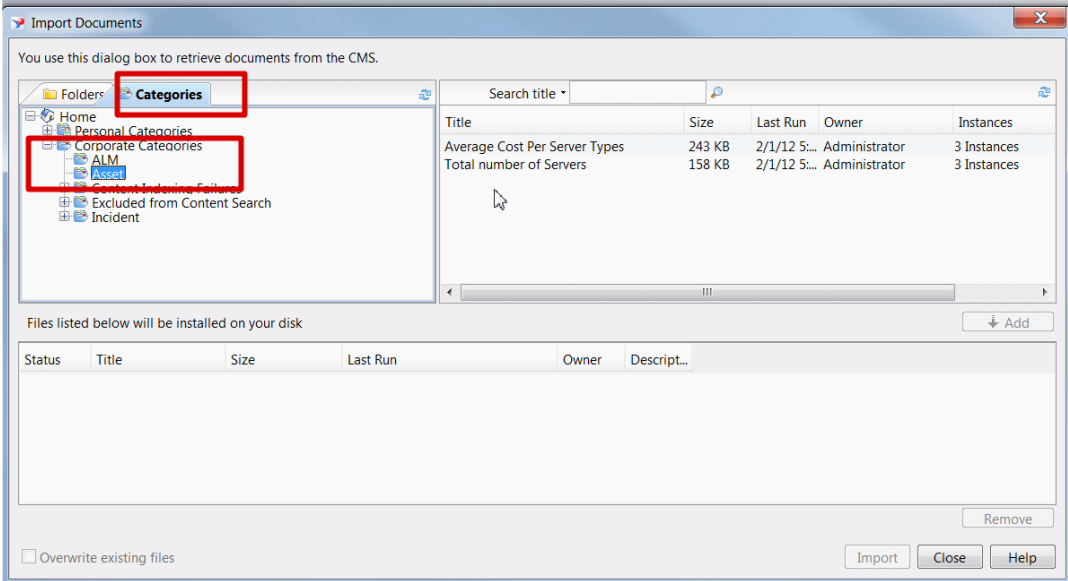 Import Documents
You use this dialog box to retrieve documents from the CMS.
Folders Categories
Home
Personal Categories
Corporate Categories
ALM
Asset
Content Indexing Failures
Excluded from Content Search
Incident
Search title
Title Size Last Run Owner Instances
Average Cost Per Server Types 243 KB 2/1/12 5:... Administrator 3 Instances
Total number of Servers 158 KB 2/1/12 5:... Administrator 3 Instances
Files listed below will be installed on your disk
Add
Status Title Size Last Run Owner Descript...
Remove
Overwrite existing files
Import Close Help